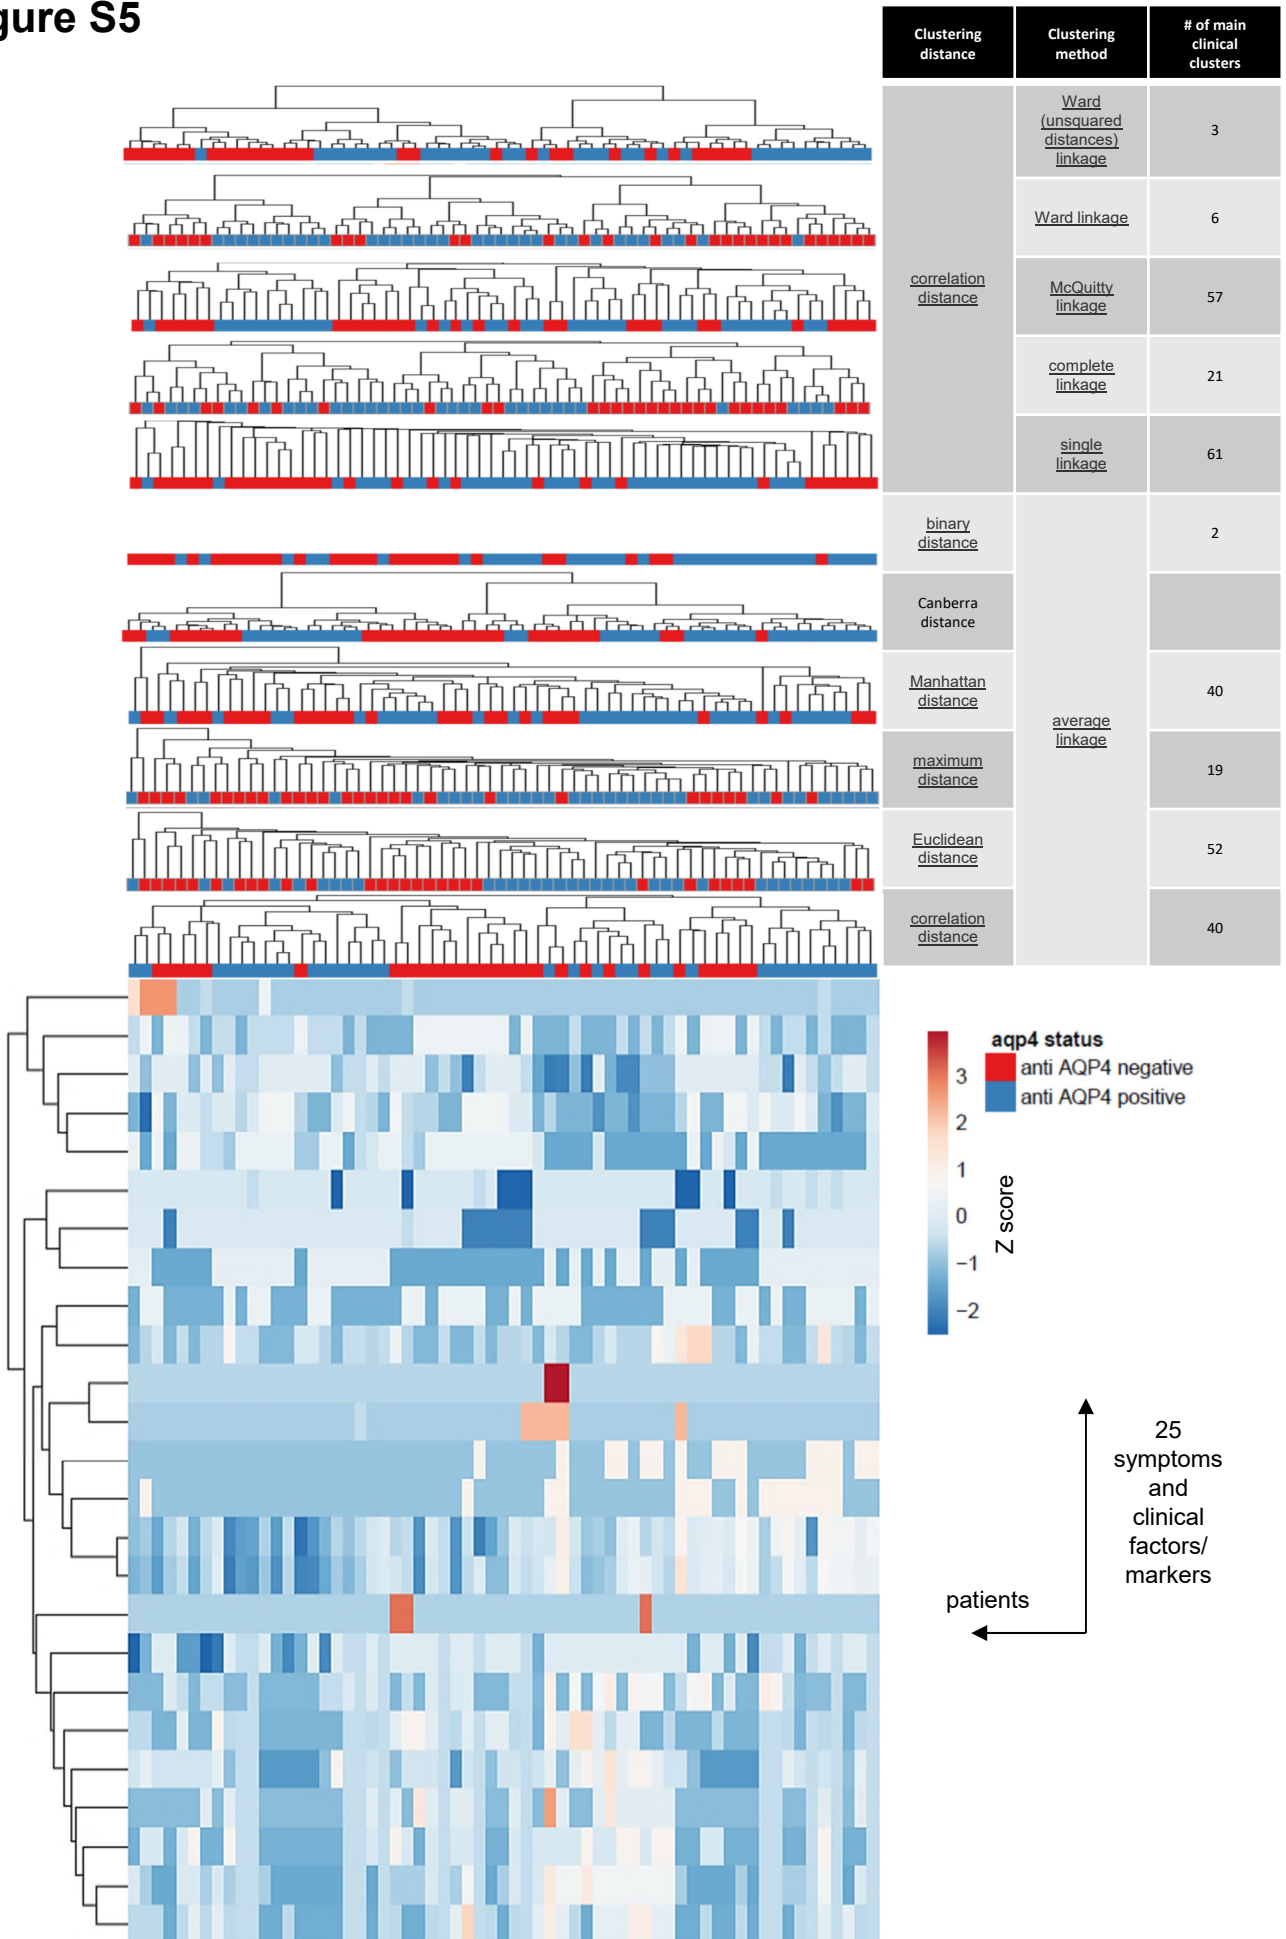 gure S5
Clustering
distance
Clustering
method
# of main
clinical
clusters
correlation
distance
Ward
(unsquared
distances)
linkage
3
Ward linkage
6
McQuitty
linkage
57
complete
linkage
21
single
linkage
61
binary
distance
average
linkage
2
Canberra
distance
Manhattan
distance
40
maximum
distance
19
Euclidean
distance
52
correlation
distance
40
3
2
1
0
−1
−2
Z score
aqp4 status
anti AQP4 negative
anti AQP4 positive
25
symptoms
and
clinical
factors/
markers
patients